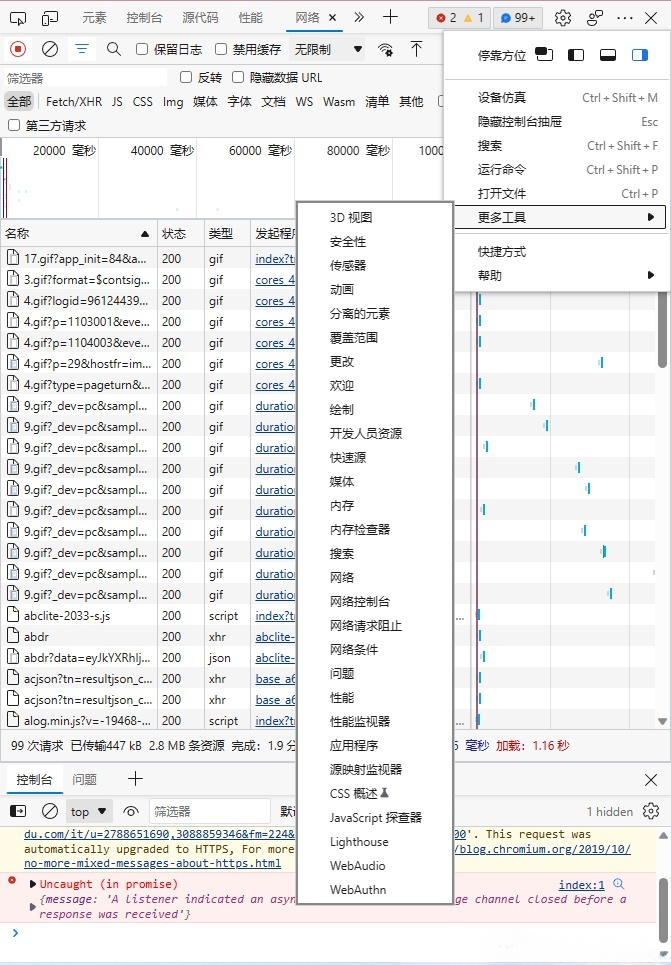 元素 控制台 源代码 性能 网络 2 1 99+
保留日志 禁用缓存 无限制
筛选器 反转 隐藏数据 URL
全部 Fetch/XHR JS CSS Img 媒体 字体 文档 WS Wasm 清单 其他
第三方请求
20000 毫秒 40000 毫秒 60000 毫秒 80000 毫秒 1000
停靠方位
设备仿真 Ctrl + Shift + M
隐藏控制台抽屉 Esc
搜索 Ctrl + Shift + F
运行命令 Ctrl + Shift + P
打开文件 Ctrl + P
更多工具
快捷方式
帮助
3D 视图
安全性
传感器
动画
分离的元素
覆盖范围
更改
欢迎
绘制
开发人员资源
快速源
媒体
内存
内存检查器
搜索
网络
网络控制台
网络请求阻止
网络条件
问题
性能
性能监视器
应用程序
源映射监视器
CSS 概述
JavaScript 探查器
Lighthouse
WebAudio
WebAuthn
名称 状态 类型 发起程序
17.gif?app_init=84&a... 200 gif index?t
3.gif?format=$contsig... 200 gif cores_4
4.gif?logid=96124439... 200 gif cores_4
4.gif?p=1103001&eve... 200 gif cores_4
4.gif?p=1104003&eve... 200 gif cores_4
4.gif?p=29&hostfr=im... 200 gif cores_4
4.gif?type=pageturn&... 200 gif cores_4
9.gif?_dev=pc&sampl... 200 gif duration
9.gif?_dev=pc&sampl... 200 gif duration
9.gif?_dev=pc&sampl... 200 gif duration
9.gif?_dev=pc&sampl... 200 gif duration
9.gif?_dev=pc&sampl... 200 gif duration
9.gif?_dev=pc&sampl... 200 gif duration
9.gif?_dev=pc&sampl... 200 gif duration
9.gif?_dev=pc&sampl... 200 gif duration
9.gif?_dev=pc&sampl... 200 gif duration
9.gif?_dev=pc&sampl... 200 gif duration
abclite-2033-s.js 200 script index?t
abdr 200 xhr abclite-
abdr?data=eyJkYXRhIj... 200 json abclite-
acjson?tn=resultjson_c... 200 xhr base_a6
acjson?tn=resultjson_c... 200 xhr base_a6
alog.min.js?v=-19468-... 200 script index?t
99 次请求 已传输447 kB 2.8 MB 条资源 完成：1.9 分 毫秒 加载：1.16 秒
控制台 问题
top 筛选器 默 1 hidden
du.com/it/u=2788651690,3088859346&fm=224& 00'. This request was
automatically upgraded to HTTPS, For more /blog.chromium.org/2019/10/
no-more-mixed-messages-about-https.html
Uncaught (in promise) index:1
{message: 'A listener indicated an asyn ge channel closed before a
response was received'}